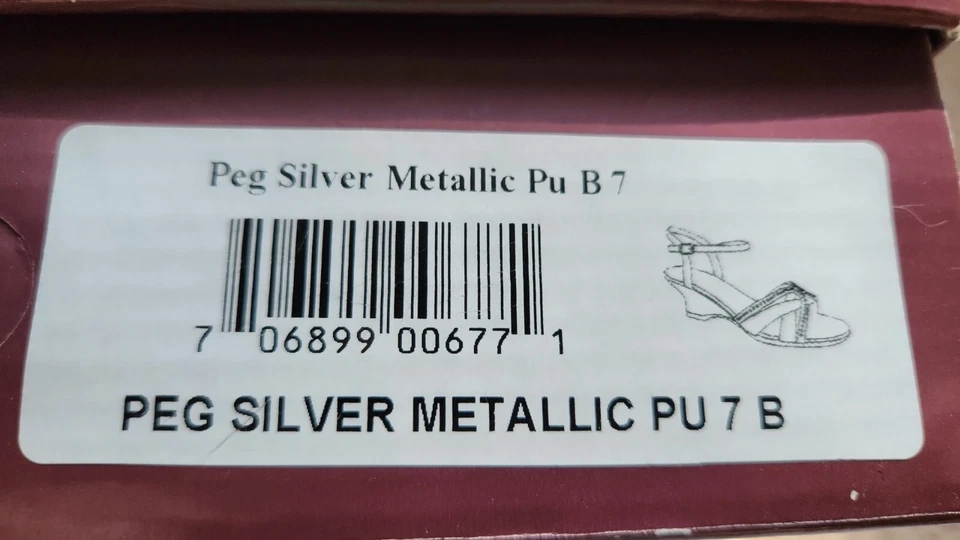 Peg Silver Metallic Pu B 7
7 06899 00677 1
PEG SILVER METALLIC PU 7 B